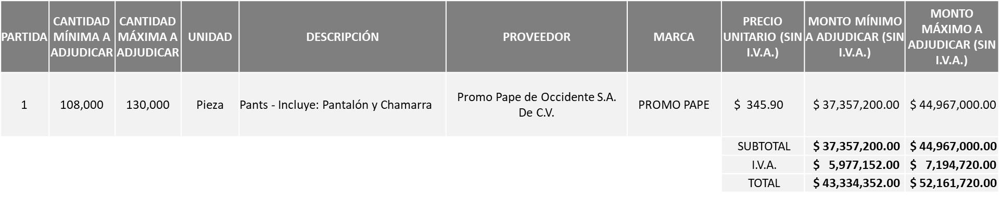 PARTIDA
CANTIDAD
MÍNIMA A
ADJUDICAR
CANTIDAD
MÁXIMA A
ADJUDICAR
UNIDAD
DESCRIPCIÓN
PROVEEDOR
MARCA
PRECIO
UNITARIO (SIN
I.V.A.)
MONTO MÍNIMO
A ADJUDICAR (SIN
I.V.A.)
MONTO
MÁXIMO A
ADJUDICAR (SIN
I.V.A.)
1
108,000
130,000
Pieza
Pants - Incluye: Pantalón y Chamarra
Promo Pape de Occidente S.A.
De C.V.
PROMO PAPE
$ 345.90
$ 37,357,200.00
$ 44,967,000.00
SUBTOTAL
$ 37,357,200.00
$ 44,967,000.00
I.V.A.
$ 5,977,152.00
$ 7,194,720.00
TOTAL
$ 43,334,352.00
$ 52,161,720.00